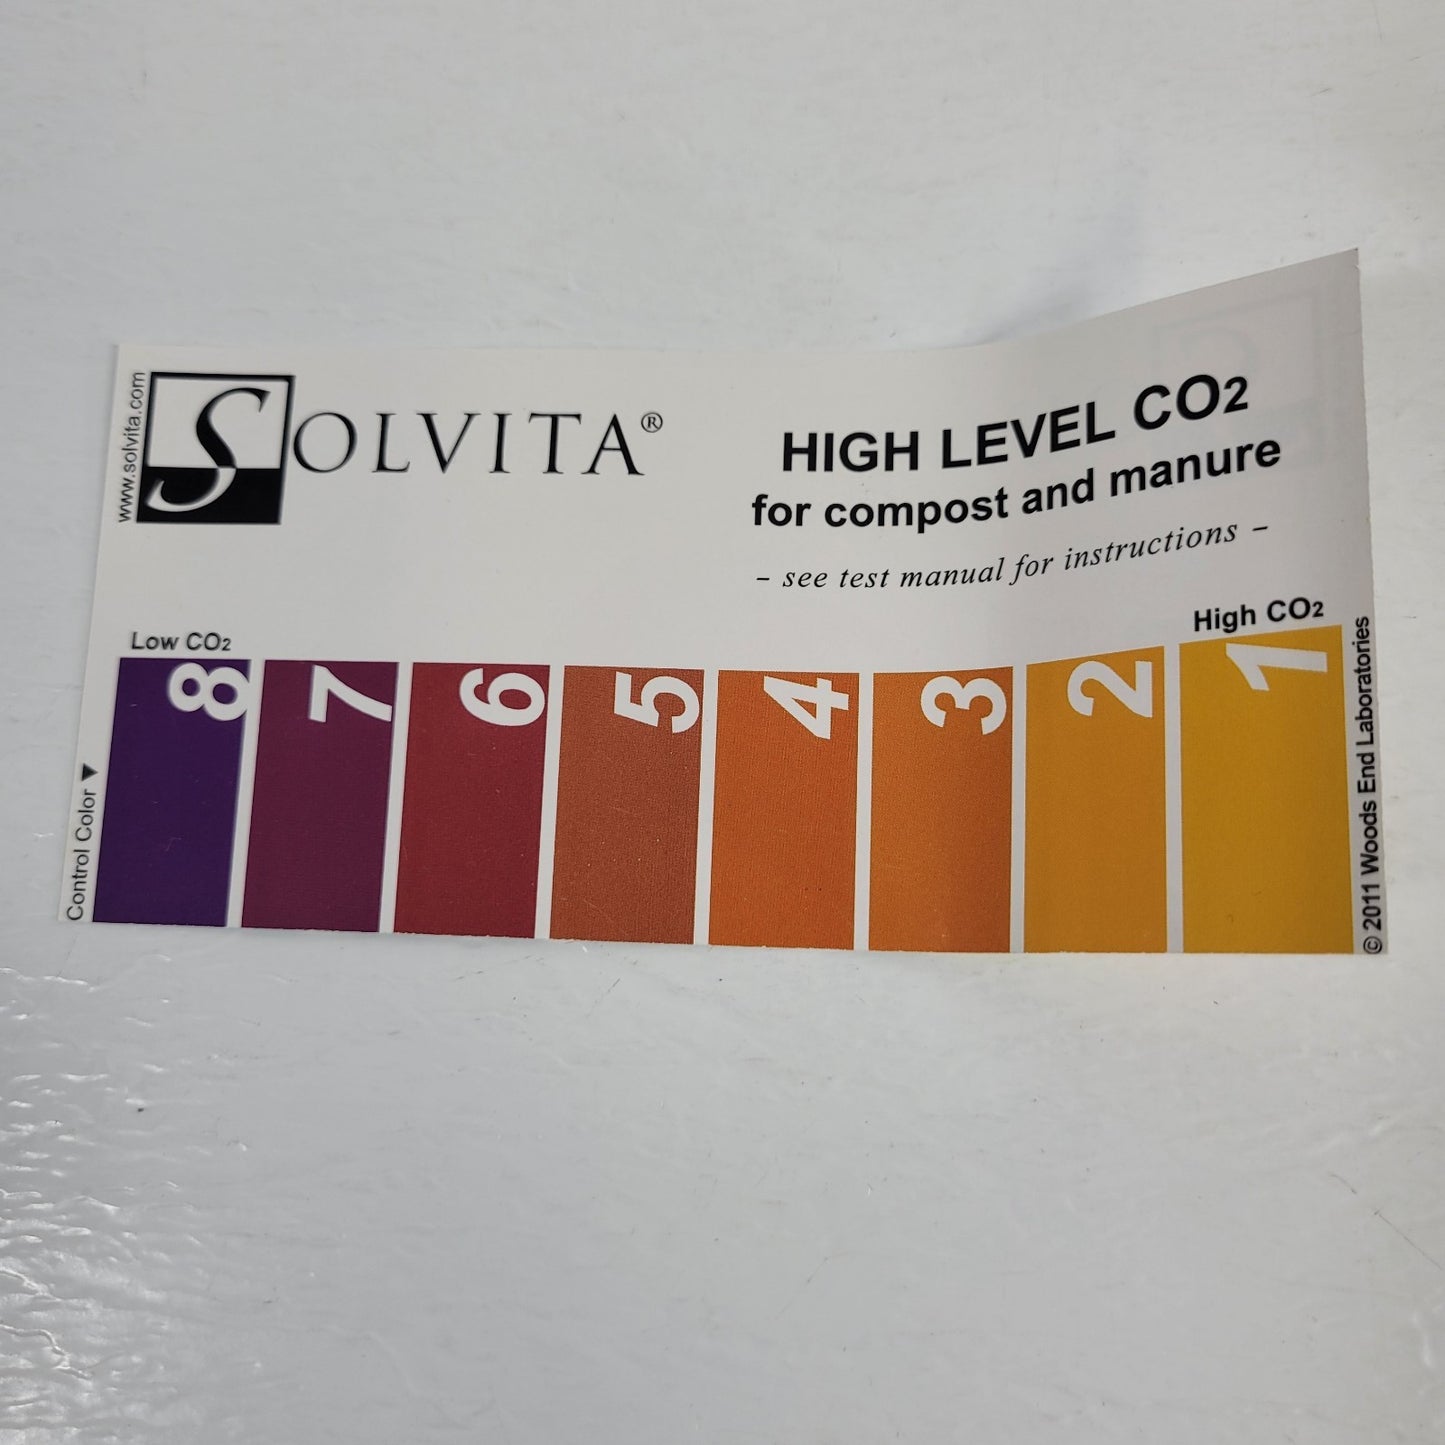 www.solvita.com
SOLVITA®
HIGH LEVEL CO2
for compost and manure
– see test manual for instructions –
Low CO2
High CO2
8 7 6 5 4 3 2 1
Control Color ▼
© 2011 Woods End Laboratories